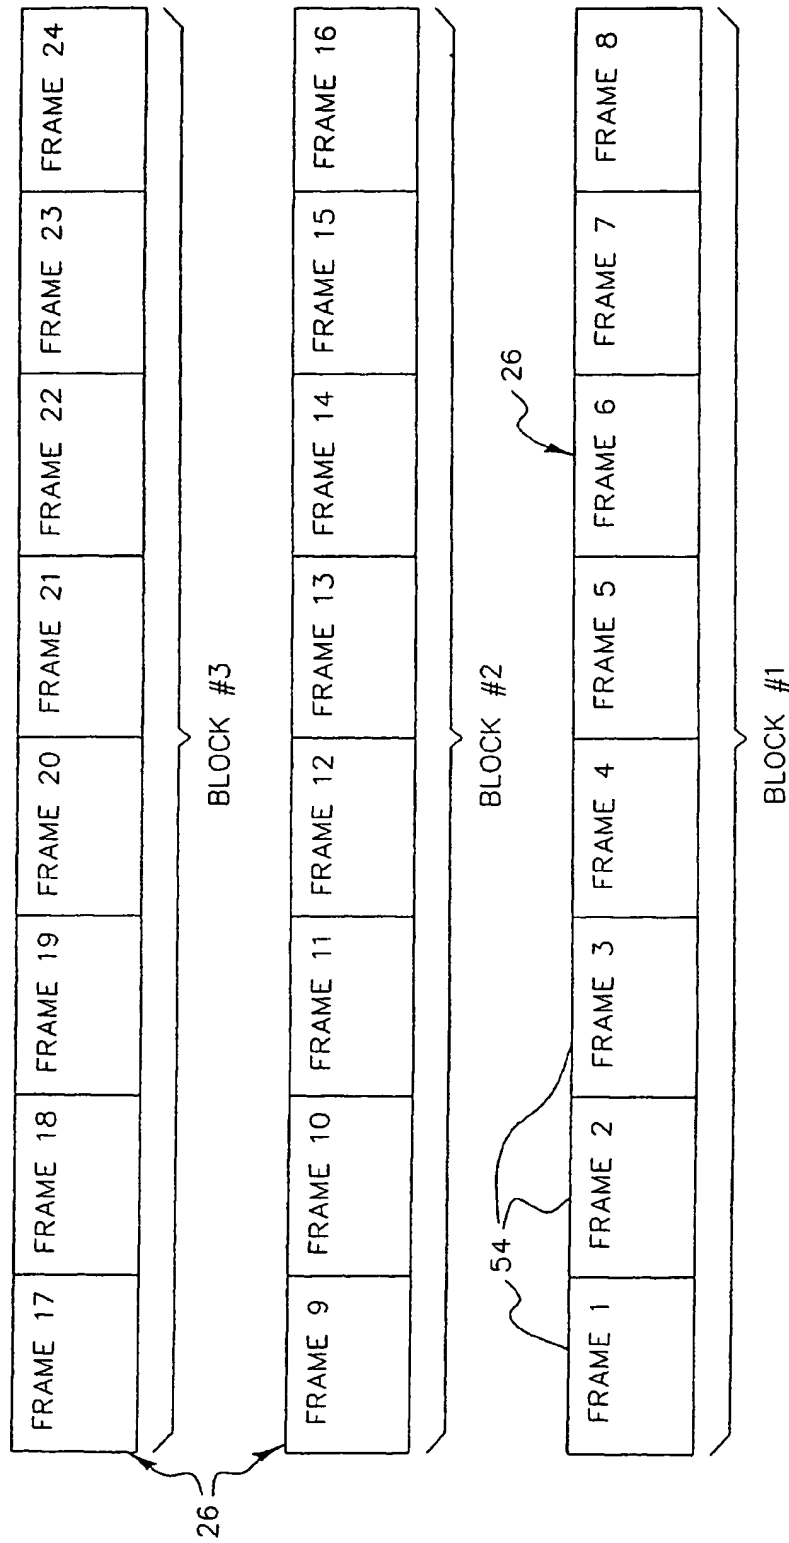 FRAME 17
FRAME 18
FRAME 19
FRAME 20
FRAME 21
FRAME 22
FRAME 23
FRAME 24
BLOCK #3
26
FRAME 9
FRAME 10
FRAME 11
FRAME 12
FRAME 13
FRAME 14
FRAME 15
FRAME 16
BLOCK #2
54
26
FRAME 1
FRAME 2
FRAME 3
FRAME 4
FRAME 5
FRAME 6
FRAME 7
FRAME 8
BLOCK #1